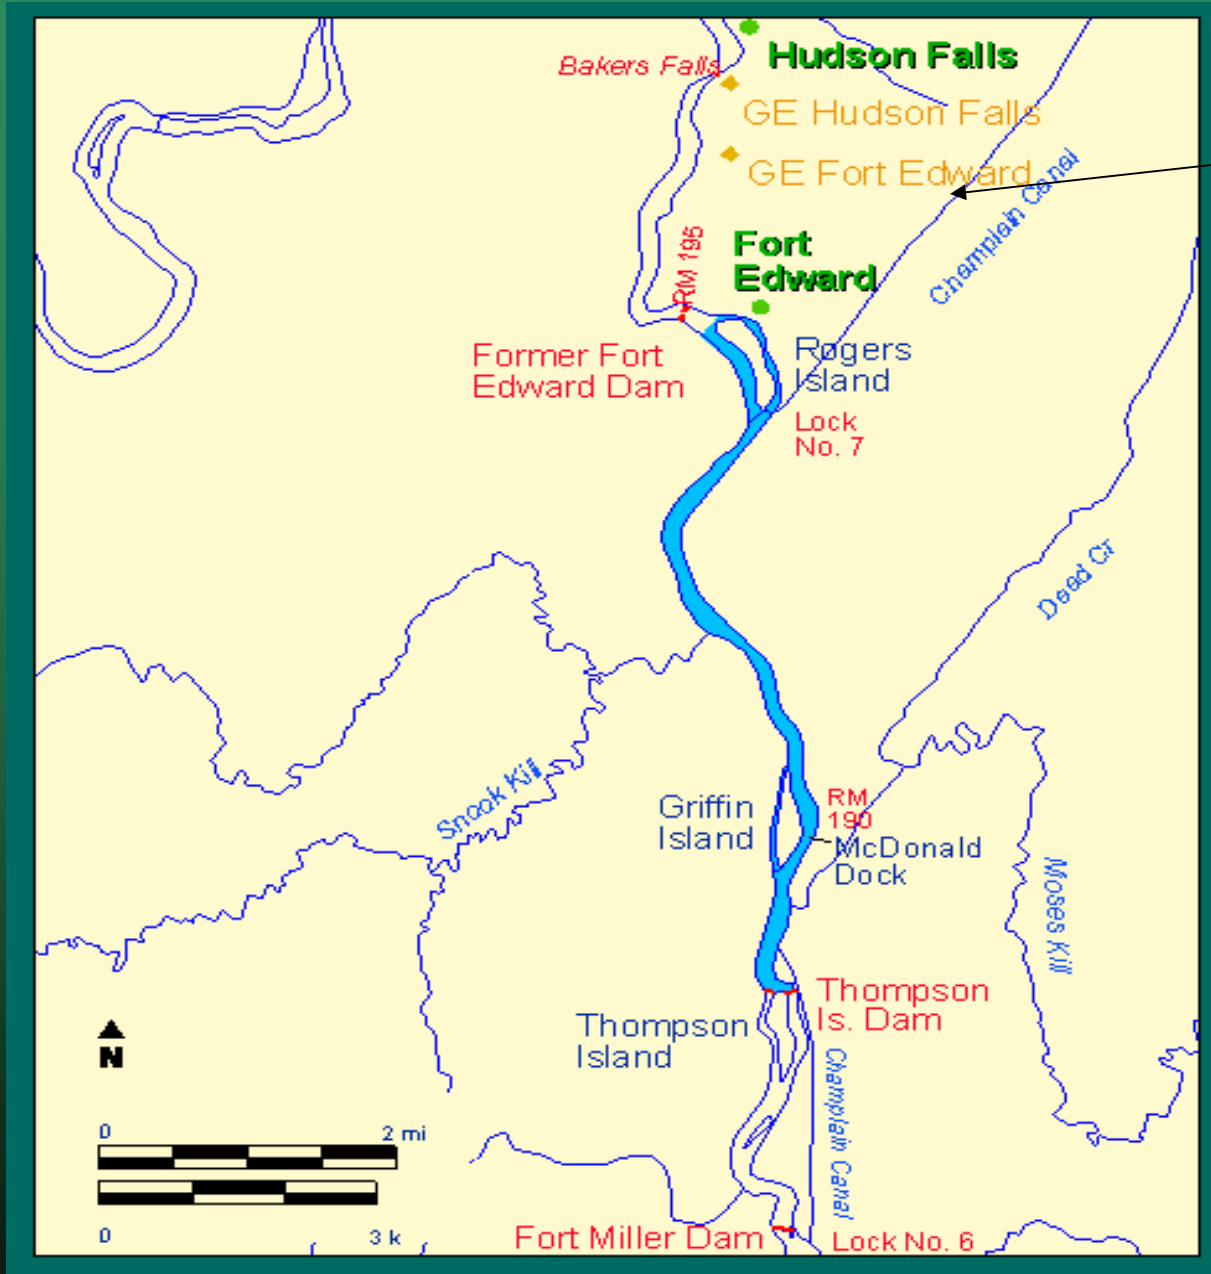 Hudson Falls
Bakers Falls
GE Hudson Falls
GE Fort Edward
Champlain Canal
RM 195
Fort
Edward
Rogers
Island
Former Fort
Edward Dam
Lock
No. 7
Dead Cr
Snook Kill
Griffin
Island
RM
190
McDonald
Dock
Moses Kill
Thompson
Is. Dam
Thompson
Island
N
Champlain Canal
0 2 mi
0 3 k
Fort Miller Dam
Lock No. 6